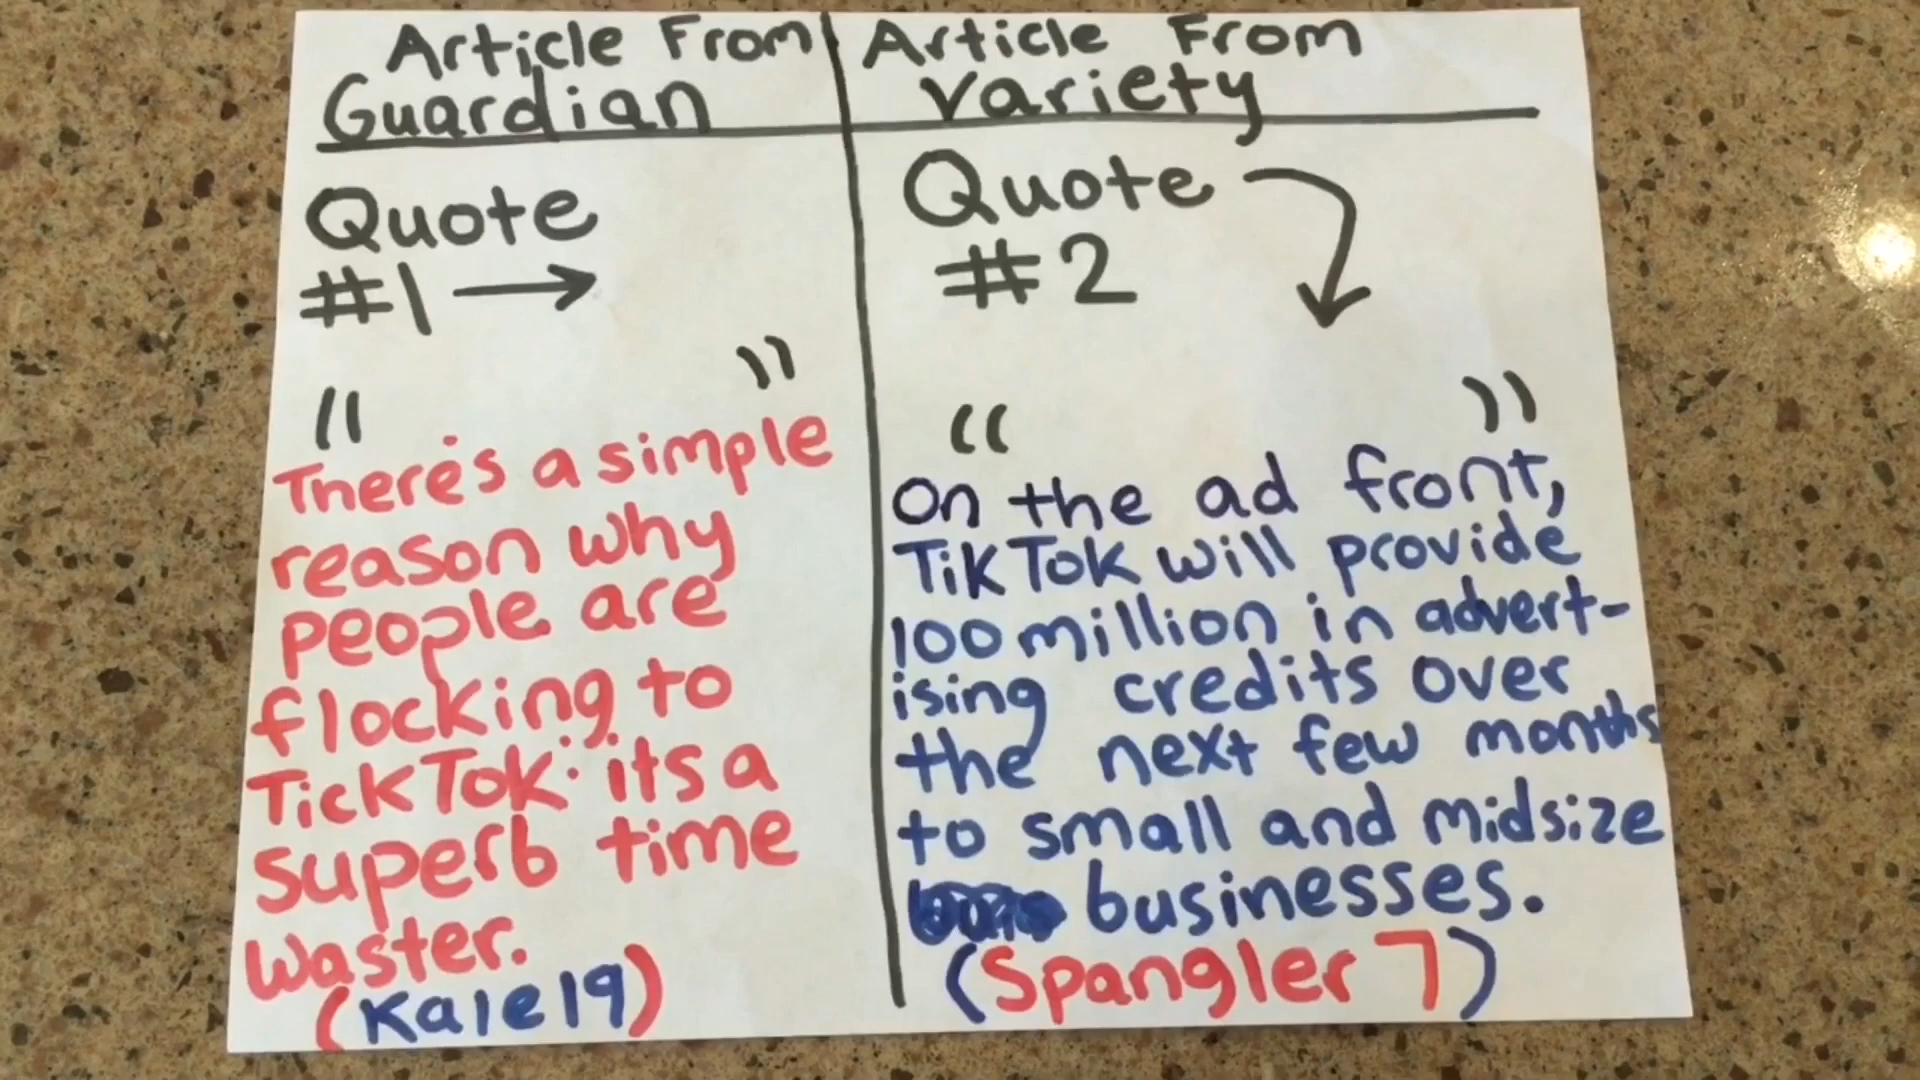 Article From
Guardian
Quote
#1 →
" "
There's a simple
reason why
people are
flocking to
TickTok: its a
superb time
waster.
(Kale 19)
Article From
Variety
Quote
#2
" "
On the ad front,
TikTok will provide
100 million in advert-
ising credits over
the next few months
to small and midsize
businesses.
(Spangler 7)